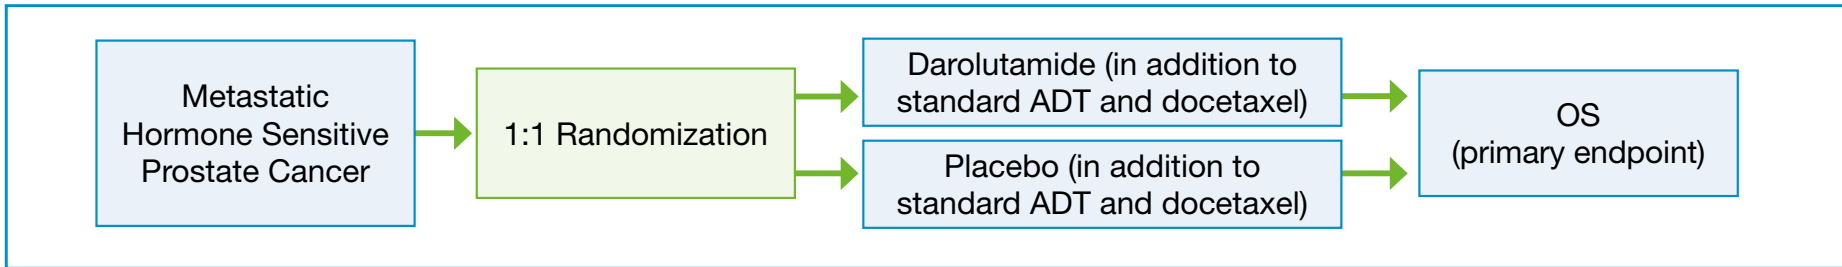 Metastatic
Hormone Sensitive
Prostate Cancer
1:1 Randomization
Darolutamide (in addition to
standard ADT and docetaxel)
Placebo (in addition to
standard ADT and docetaxel)
OS
(primary endpoint)